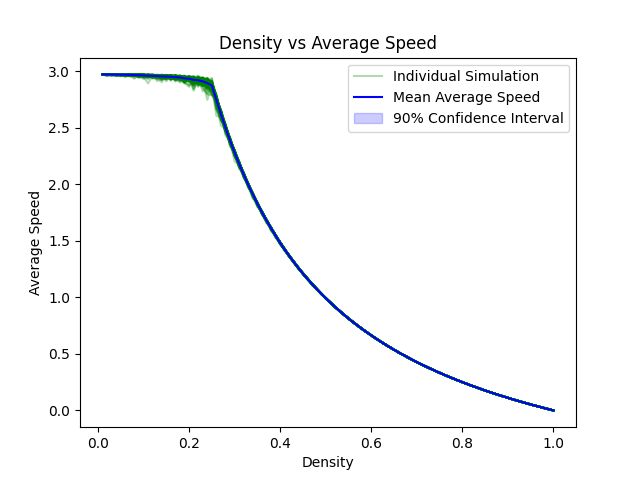 Density vs Average Speed
Individual Simulation
Mean Average Speed
90% Confidence Interval
3.0
2.5
2.0
1.5
1.0
0.5
0.0
Average Speed
0.0 0.2 0.4 0.6 0.8 1.0
Density